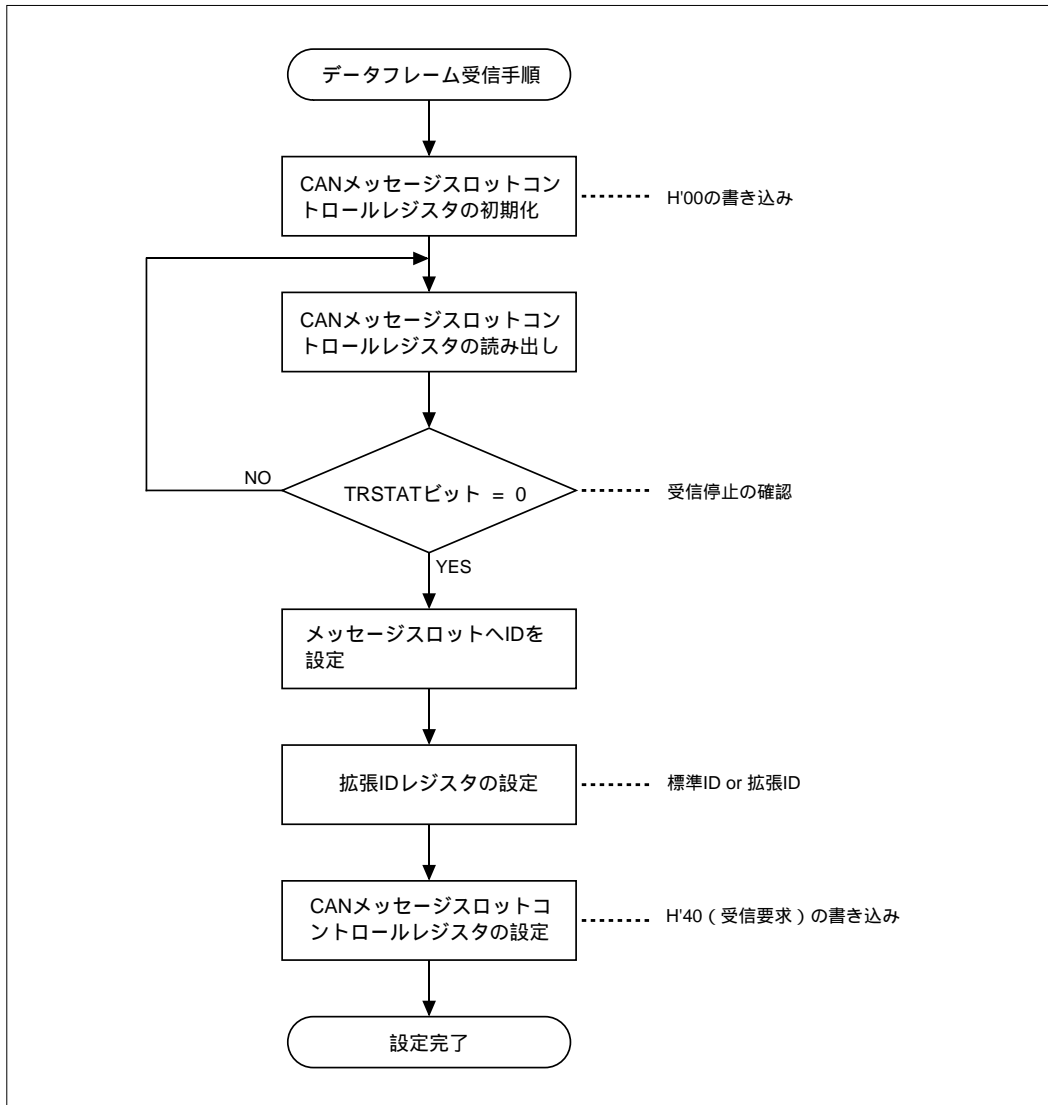 データフレーム受信手順
CANメッセージスロットコン
トロールレジスタの初期化
H'00の書き込み
CANメッセージスロットコン
トロールレジスタの読み出し
NO
TRSTATビット = 0
受信停止の確認
YES
メッセージスロットへIDを
設定
拡張IDレジスタの設定
標準ID or 拡張ID
CANメッセージスロットコ
ントロールレジスタの設定
H'40(受信要求)の書き込み
設定完了